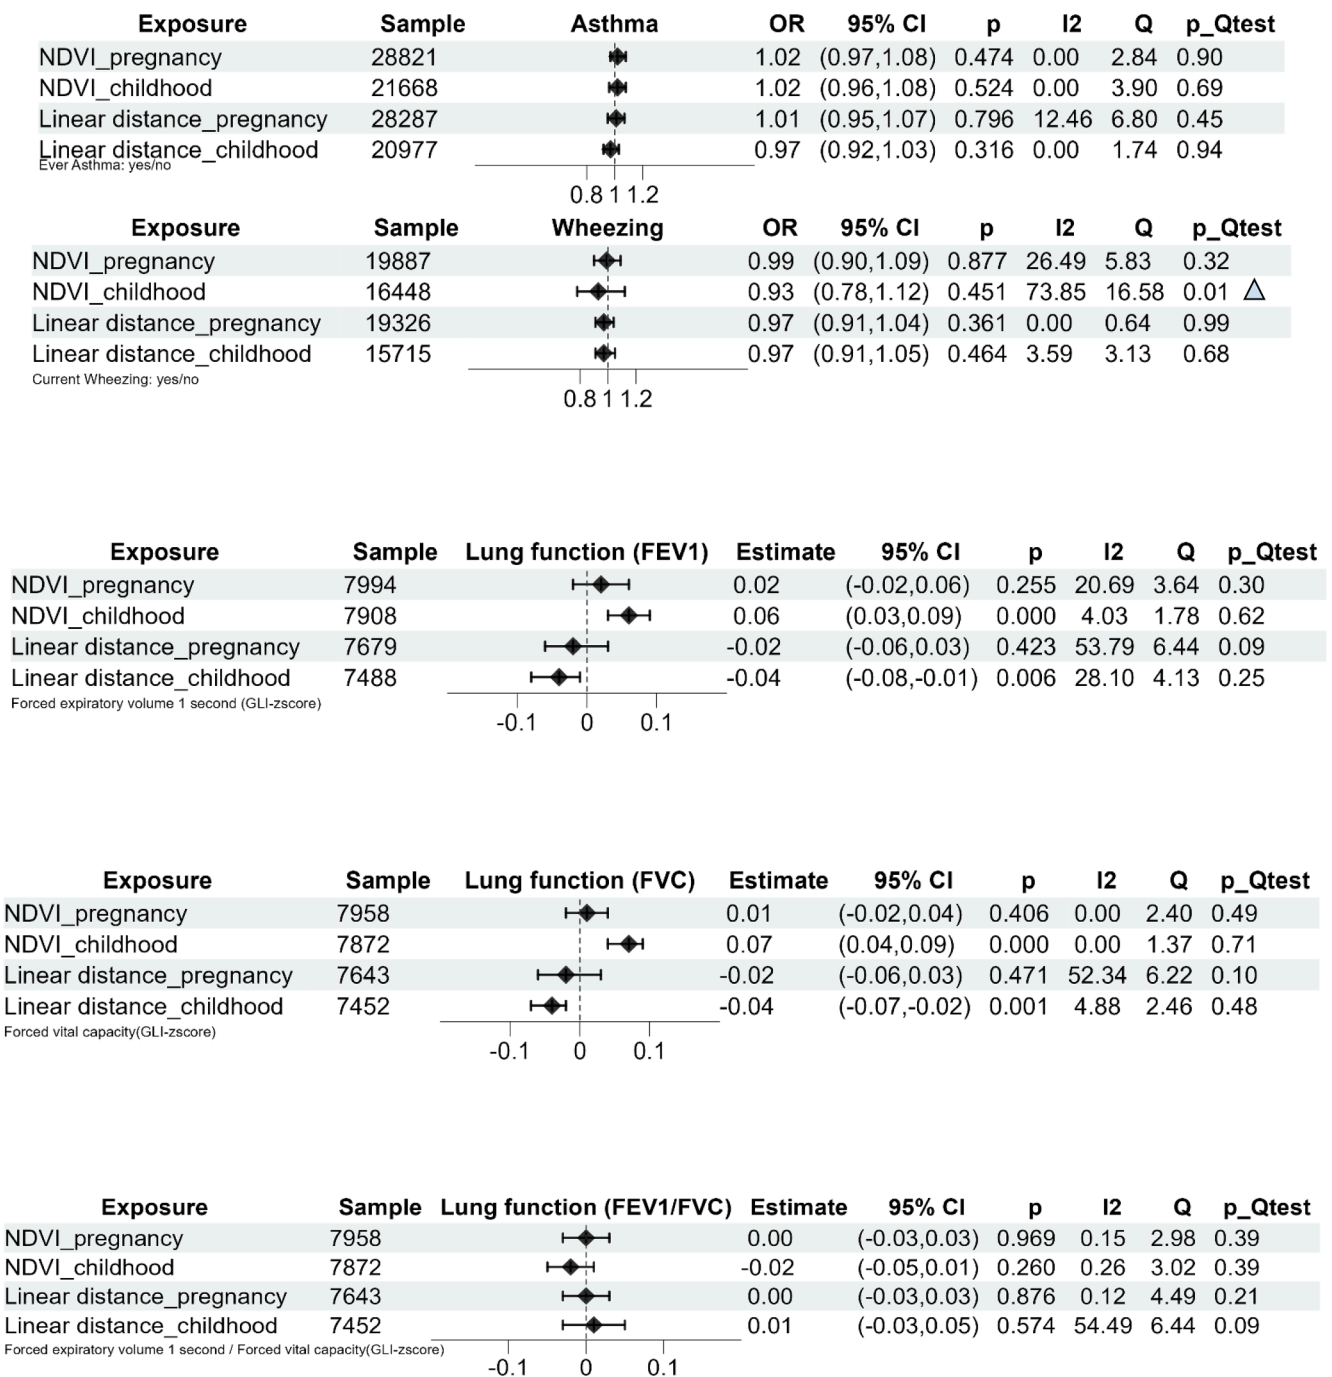 Exposure Sample Asthma OR 95% CI p I2 Q p_Qtest
NDVI_pregnancy 28821 1.02 (0.97,1.08) 0.474 0.00 2.84 0.90
NDVI_childhood 21668 1.02 (0.96,1.08) 0.524 0.00 3.90 0.69
Linear distance_pregnancy 28287 1.01 (0.95,1.07) 0.796 12.46 6.80 0.45
Linear distance_childhood 20977 0.97 (0.92,1.03) 0.316 0.00 1.74 0.94
Ever Asthma: yes/no
0.8 1 1.2
Exposure Sample Wheezing OR 95% CI p I2 Q p_Qtest
NDVI_pregnancy 19887 0.99 (0.90,1.09) 0.877 26.49 5.83 0.32
NDVI_childhood 16448 0.93 (0.78,1.12) 0.451 73.85 16.58 0.01
Linear distance_pregnancy 19326 0.97 (0.91,1.04) 0.361 0.00 0.64 0.99
Linear distance_childhood 15715 0.97 (0.91,1.05) 0.464 3.59 3.13 0.68
Current Wheezing: yes/no
0.8 1 1.2
Exposure Sample Lung function (FEV1) Estimate 95% CI p I2 Q p_Qtest
NDVI_pregnancy 7994 0.02 (-0.02,0.06) 0.255 20.69 3.64 0.30
NDVI_childhood 7908 0.06 (0.03,0.09) 0.000 4.03 1.78 0.62
Linear distance_pregnancy 7679 -0.02 (-0.06,0.03) 0.423 53.79 6.44 0.09
Linear distance_childhood 7488 -0.04 (-0.08,-0.01) 0.006 28.10 4.13 0.25
Forced expiratory volume 1 second (GLI-zscore)
-0.1 0 0.1
Exposure Sample Lung function (FVC) Estimate 95% CI p I2 Q p_Qtest
NDVI_pregnancy 7958 0.01 (-0.02,0.04) 0.406 0.00 2.40 0.49
NDVI_childhood 7872 0.07 (0.04,0.09) 0.000 0.00 1.37 0.71
Linear distance_pregnancy 7643 -0.02 (-0.06,0.03) 0.471 52.34 6.22 0.10
Linear distance_childhood 7452 -0.04 (-0.07,-0.02) 0.001 4.88 2.46 0.48
Forced vital capacity(GLI-zscore)
-0.1 0 0.1
Exposure Sample Lung function (FEV1/FVC) Estimate 95% CI p I2 Q p_Qtest
NDVI_pregnancy 7958 0.00 (-0.03,0.03) 0.969 0.15 2.98 0.39
NDVI_childhood 7872 -0.02 (-0.05,0.01) 0.260 0.26 3.02 0.39
Linear distance_pregnancy 7643 0.00 (-0.03,0.03) 0.876 0.12 4.49 0.21
Linear distance_childhood 7452 0.01 (-0.03,0.05) 0.574 54.49 6.44 0.09
Forced expiratory volume 1 second / Forced vital capacity(GLI-zscore)
-0.1 0 0.1